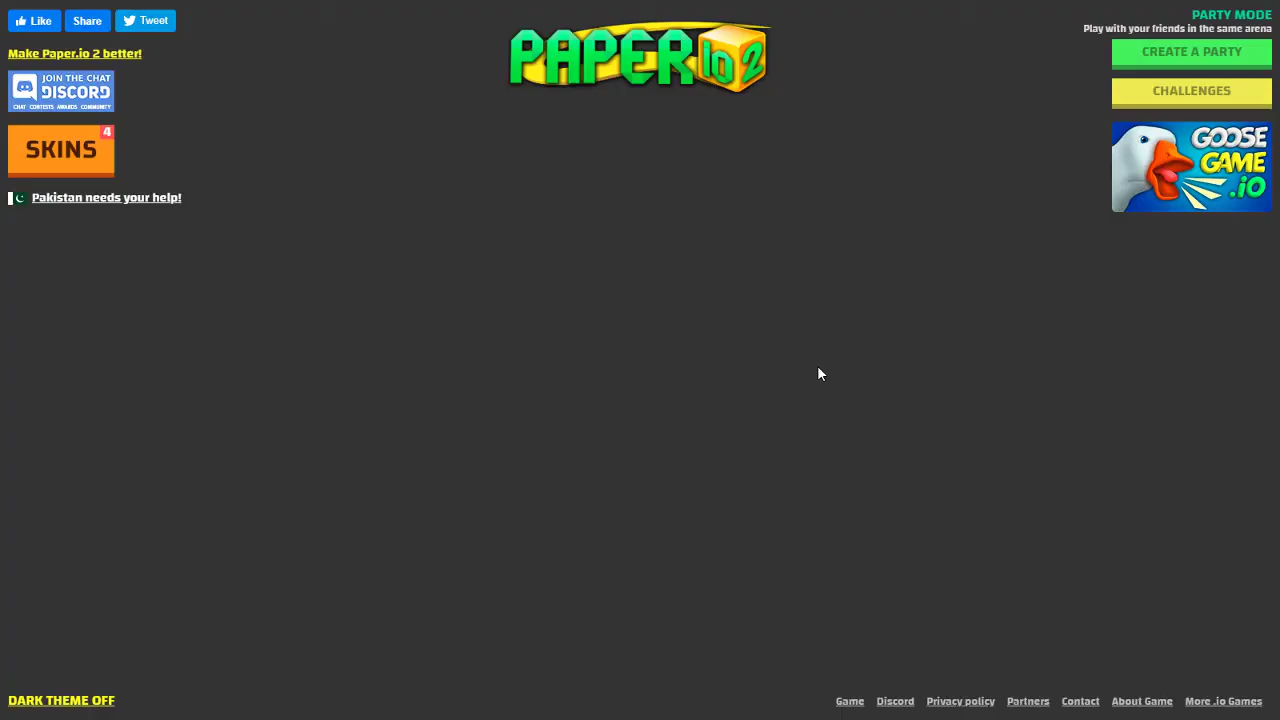 Like Share Tweet
Make Paper.io 2 better!
JOIN THE CHAT
DISCORD
CHAT CONTESTS AWARDS COMMUNITY
SKINS 4
Pakistan needs your help!
PAPER.io 2
PARTY MODE
Play with your friends in the same arena
CREATE A PARTY
CHALLENGES
GOOSE
GAME
.iO
DARK THEME OFF
Game Discord Privacy policy Partners Contact About Game More .io Games